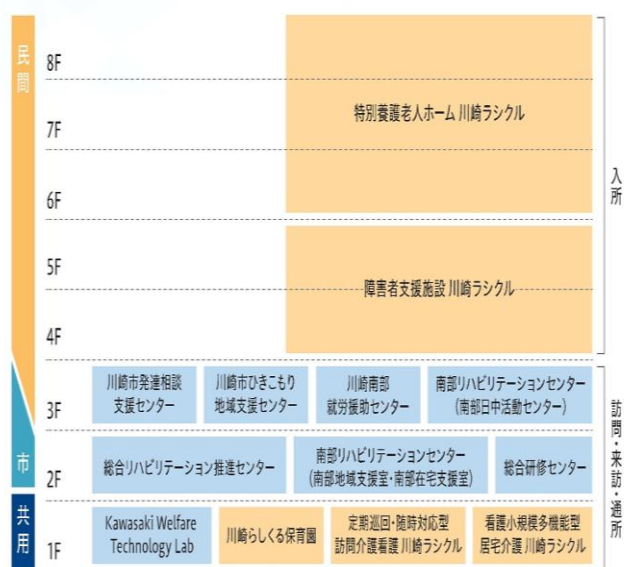 民間
8F
7F
特別養護老人ホーム 川崎ラシクル
6F
入所
5F
障害者支援施設 川崎ラシクル
4F
川崎市発達相談
支援センター
川崎市ひきこもり
地域支援センター
川崎南部
就労援助センター
南部リハビリテーションセンター
(南部日中活動センター)
3F
訪問・来訪・通所
市
総合リハビリテーション推進センター
南部リハビリテーションセンター
(南部地域支援室・南部在宅支援室)
総合研修センター
2F
共用
Kawasaki Welfare
Technology Lab
川崎らしくる保育園
定期巡回・随時対応型
訪問介護看護 川崎ラシクル
看護小規模多機能型
居宅介護 川崎ラシクル
1F